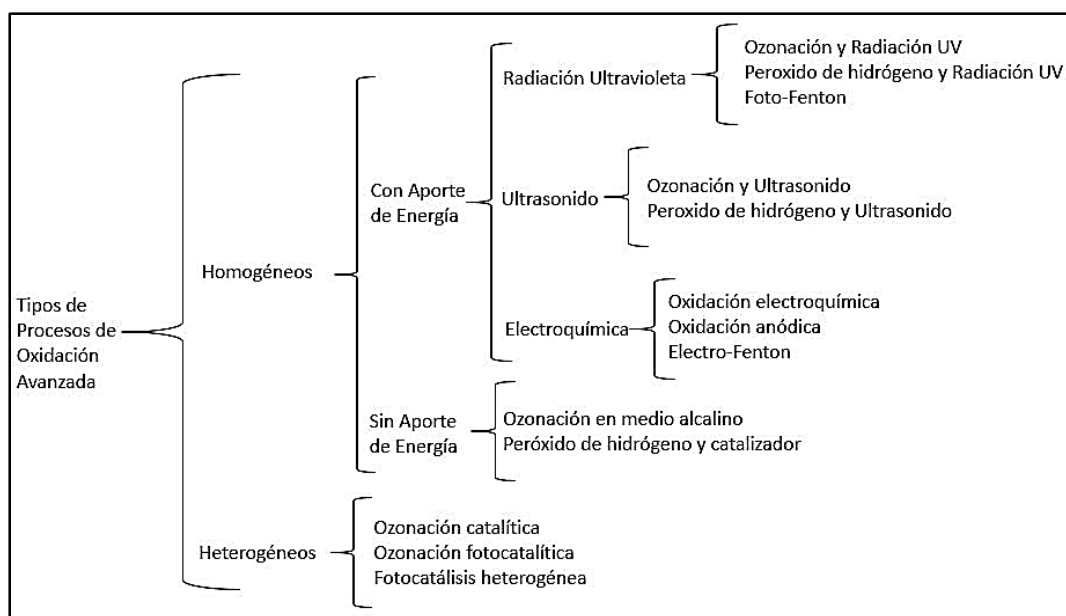 Tipos de
Procesos de
Oxidación
Avanzada
Homogéneos
Con Aporte
de Energía
Radiación Ultravioleta
Ozonación y Radiación UV
Peroxido de hidrógeno y Radiación UV
Foto-Fenton
Ultrasonido
Ozonación y Ultrasonido
Peroxido de hidrógeno y Ultrasonido
Electroquímica
Oxidación electroquímica
Oxidación anódica
Electro-Fenton
Sin Aporte
de Energía
Ozonación en medio alcalino
Peróxido de hidrógeno y catalizador
Heterogéneos
Ozonación catalítica
Ozonación fotocatalítica
Fotocatálisis heterogénea